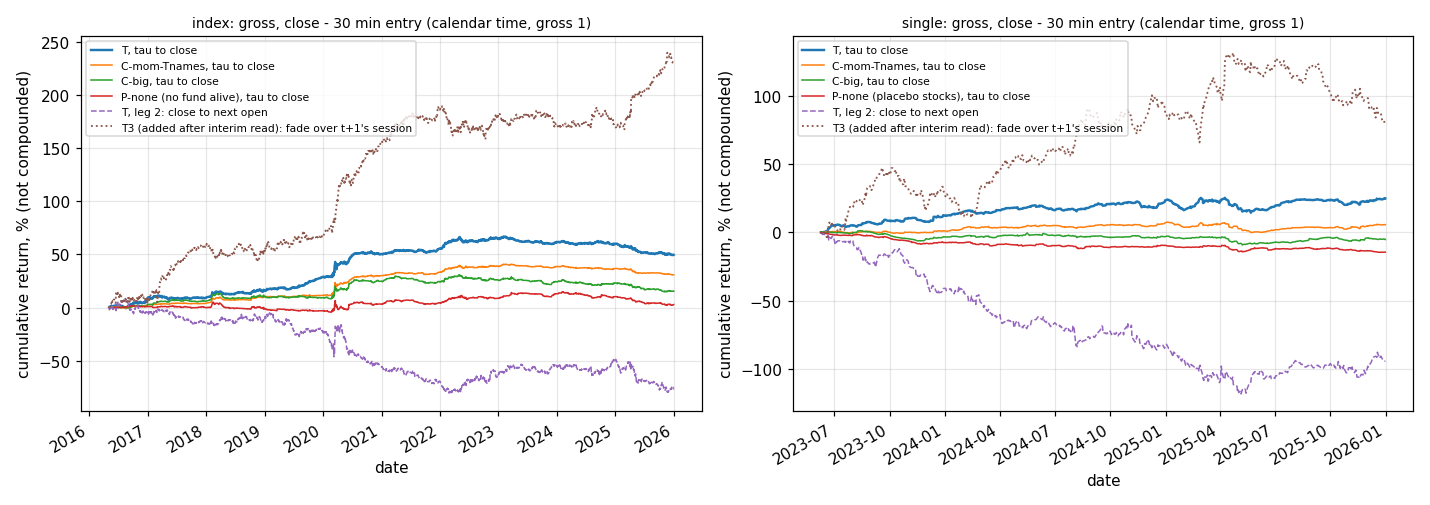 index: gross, close - 30 min entry (calendar time, gross 1)
T, tau to close
C-mom-Tnames, tau to close
C-big, tau to close
P-none (no fund alive), tau to close
T, leg 2: close to next open
T3 (added after interim read): fade over t+1's session
cumulative return, % (not compounded)
250
200
150
100
50
0
−50
2016
2017
2018
2019
2020
2021
2022
2023
2024
2025
2026
date
single: gross, close - 30 min entry (calendar time, gross 1)
T, tau to close
C-mom-Tnames, tau to close
C-big, tau to close
P-none (placebo stocks), tau to close
T, leg 2: close to next open
T3 (added after interim read): fade over t+1's session
cumulative return, % (not compounded)
100
50
0
−50
−100
2023-07
2023-10
2024-01
2024-04
2024-07
2024-10
2025-01
2025-04
2025-07
2025-10
2026-01
date